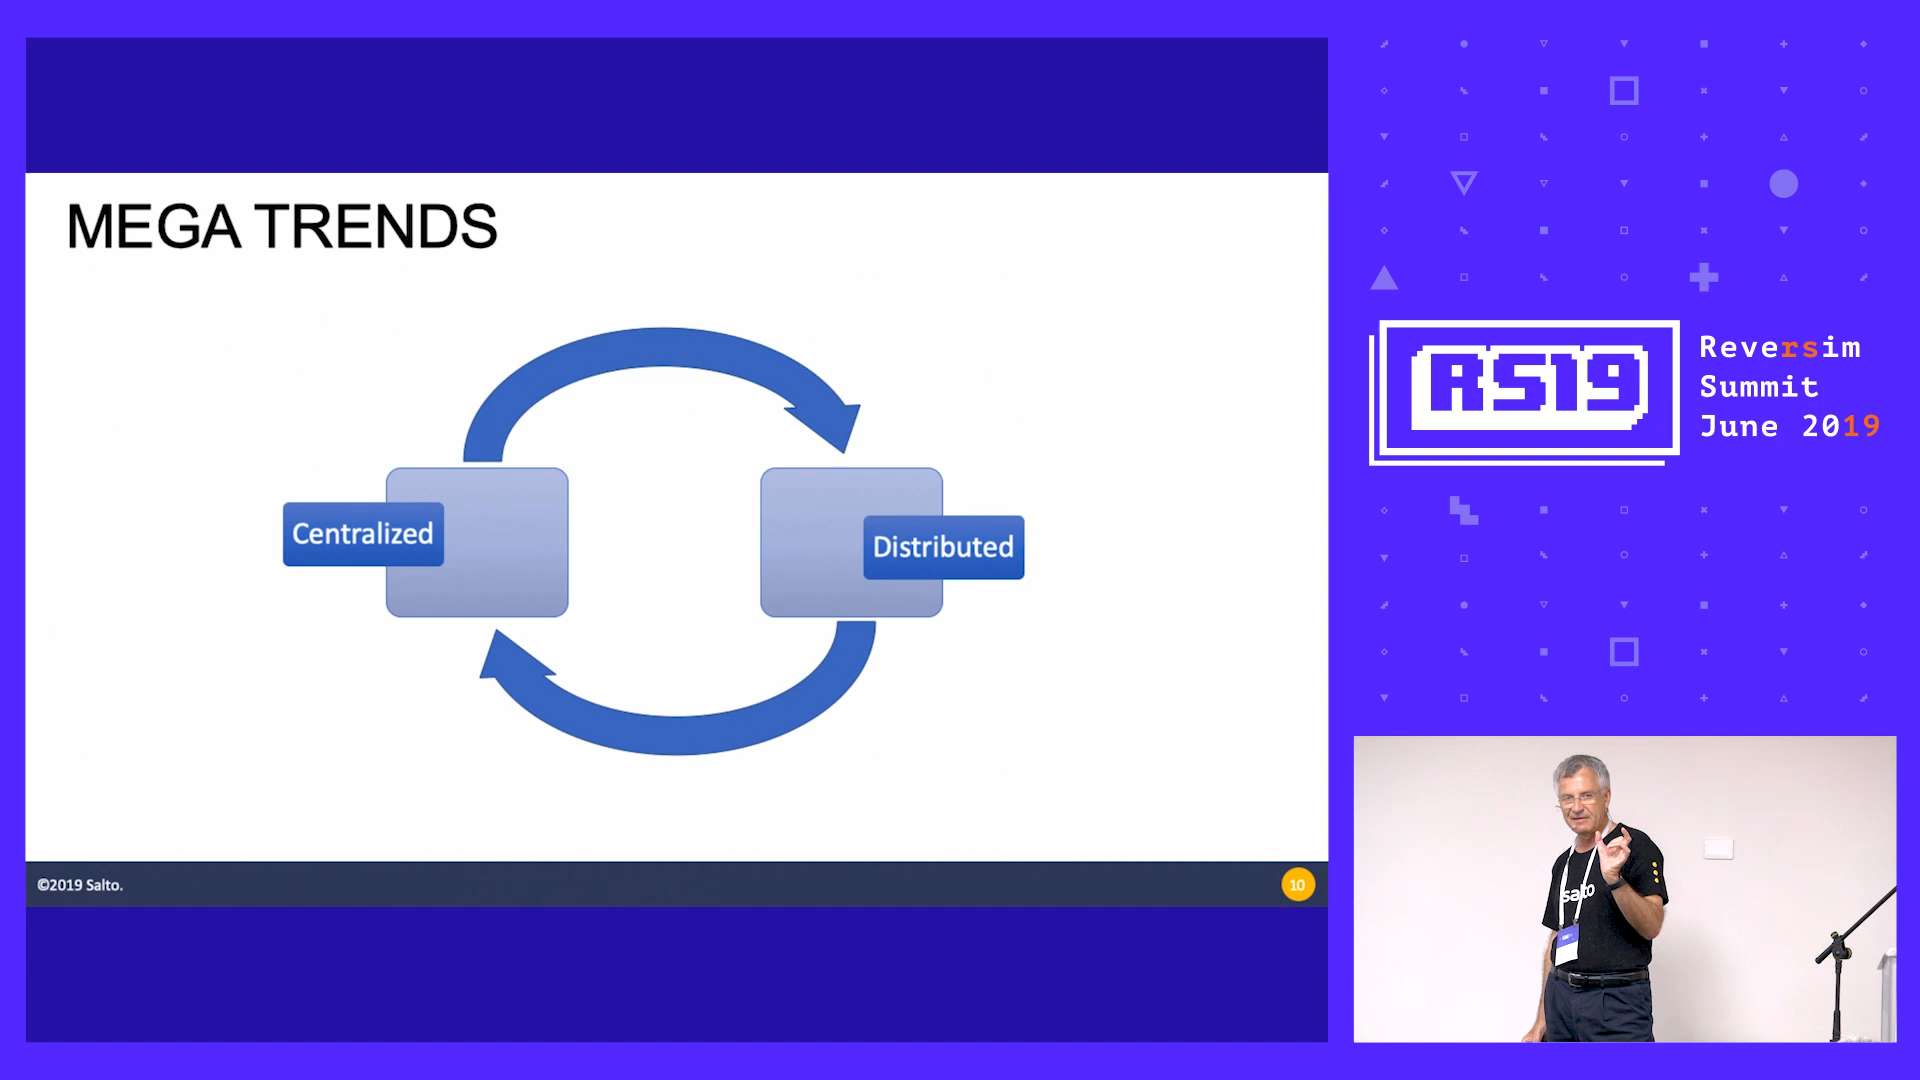 MEGA TRENDS
Centralized
Distributed
©2019 Salto.
10
RS19
Reversim
Summit
June 2019
salto